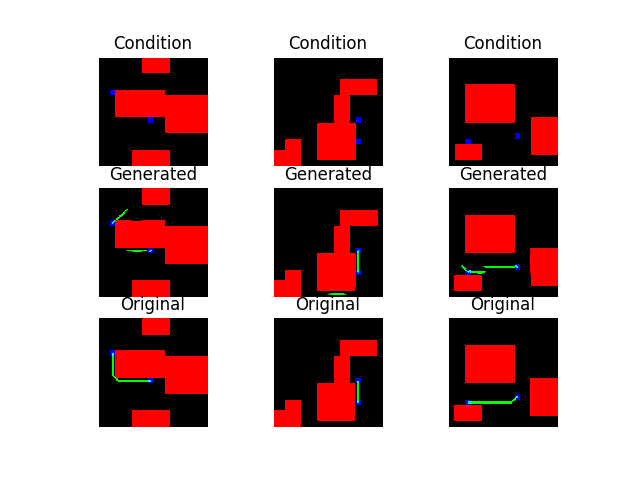 Condition Condition Condition
Generated Generated Generated
Original Original Original